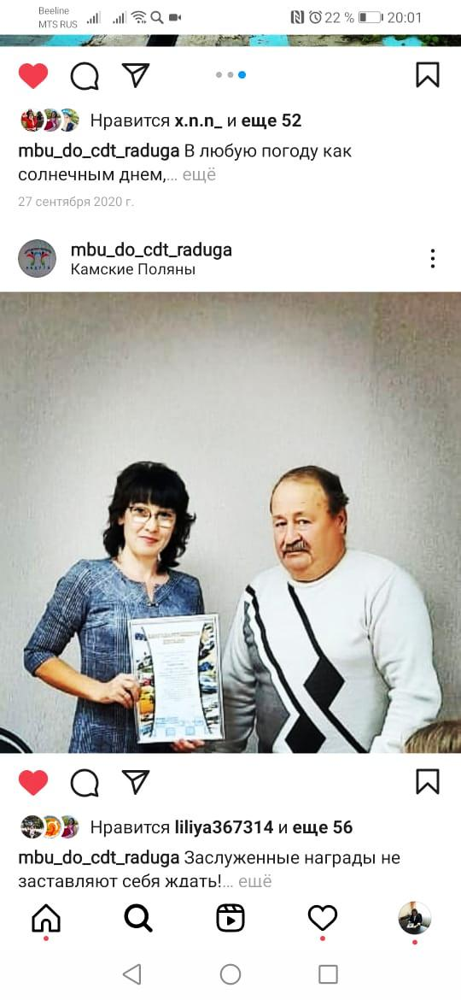 Beeline
MTS RUS
22 %
20:01
Нравится x.n.n_ и еще 52
mbu_do_cdt_raduga В любую погоду как
солнечным днем,... ещё
27 сентября 2020 г.
mbu_do_cdt_raduga
Камские Поляны
Нравится liliya367314 и еще 56
mbu_do_cdt_raduga Заслуженные награды не
заставляют себя ждать!... ещё